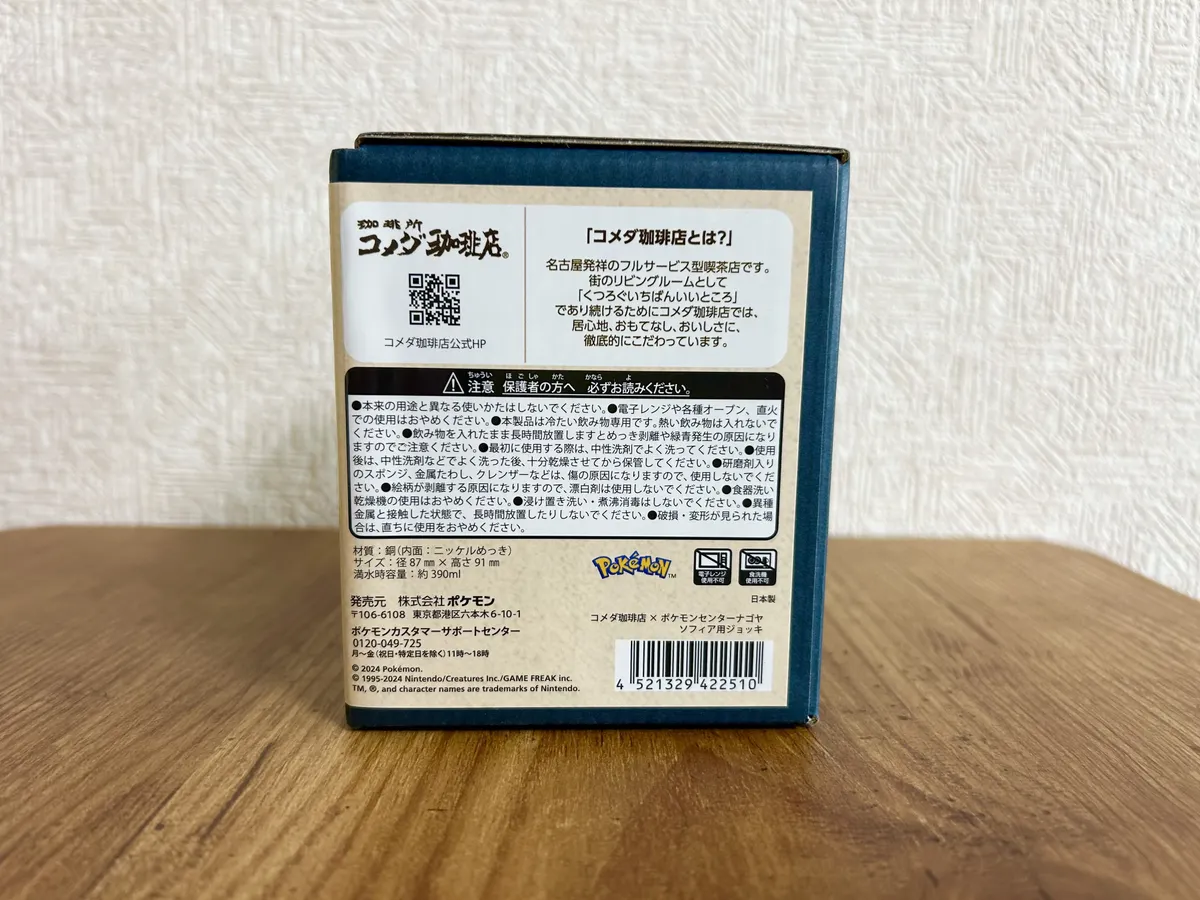 珈琲所
コメダ珈琲店®
コメダ珈琲店公式HP
「コメダ珈琲店とは?」
名古屋発祥のフルサービス型喫茶店です。
街のリビングルームとして
「くつろぐいちばんいいところ」
であり続けるためにコメダ珈琲店では、
居心地、おもてなし、おいしさに、
徹底的にこだわっています。
ちゅうい ほごしゃ かた かなら よ
注意 保護者の方へ 必ずお読みください。
●本来の用途と異なる使いかたはしないでください。●電子レンジや各種オーブン、直火
での使用はおやめください。●本製品は冷たい飲み物専用です。熱い飲み物は入れないで
ください。●飲み物を入れたまま長時間放置しますとめっき剥離や緑青発生の原因になり
ますのでご注意ください。●最初に使用する際は、中性洗剤でよく洗ってください。●使用
後は、中性洗剤などでよく洗った後、十分乾燥させてから保管してください。●研磨剤入り
のスポンジ、金属たわし、クレンザーなどは、傷の原因になりますので、使用しないでくだ
さい。●絵柄が剥離する原因になりますので、漂白剤は使用しないでください。●食器洗い
乾燥機の使用はおやめください。●浸け置き洗い・煮沸消毒はしないでください。●異種
金属と接触した状態で、長時間放置したりしないでください。●破損・変形が見られた場
合は、直ちに使用をおやめください。
材質:銅(内面:ニッケルめっき)
サイズ:径87㎜×高さ91㎜
満水時容量:約390ml
POKÉMON™
電子レンジ
使用不可
食洗機
使用不可
日本製
発売元 株式会社ポケモン
〒106-6108 東京都港区六本木6-10-1
ポケモンカスタマーサポートセンター
0120-049-725
月~金(祝日・特定日を除く)11時~18時
© 2024 Pokémon.
© 1995-2024 Nintendo/Creatures Inc./GAME FREAK inc.
TM, ®, and character names are trademarks of Nintendo.
コメダ珈琲店×ポケモンセンターナゴヤ
ソフィア用ジョッキ
4 521329 422510